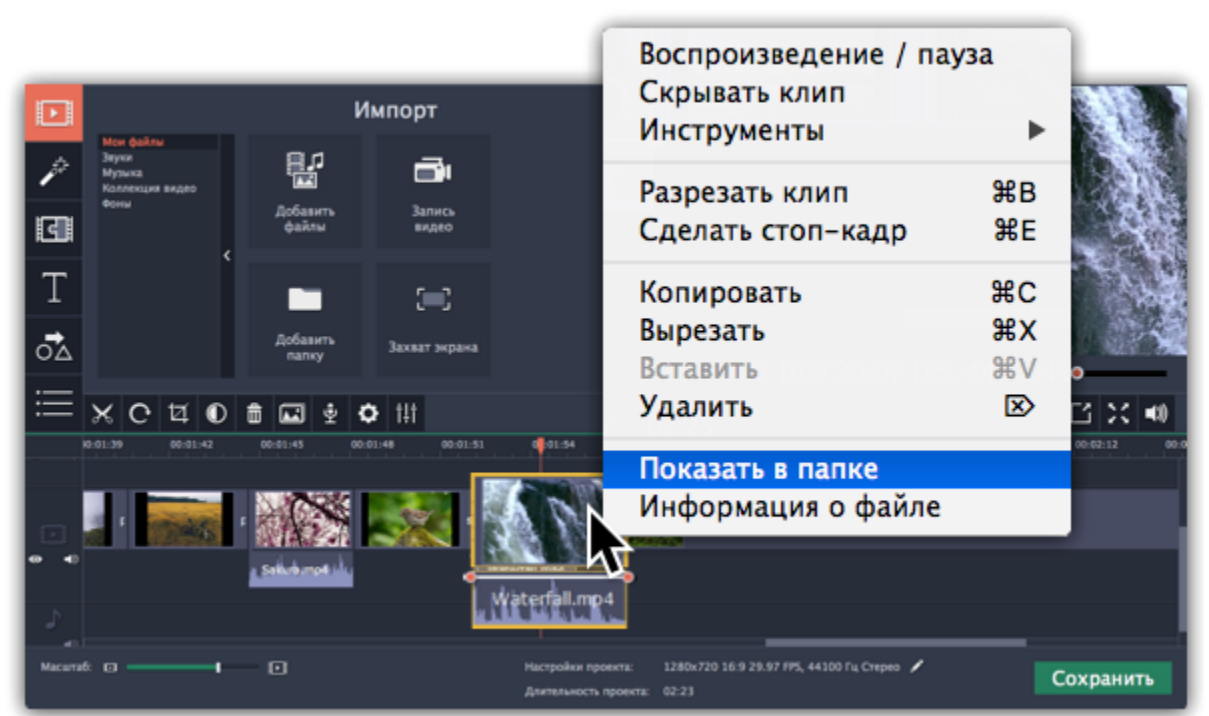 Воспроизведение / пауза
Скрывать клип
Инструменты
Разрезать клип ⌘B
Сделать стоп-кадр ⌘E
Копировать ⌘C
Вырезать ⌘X
Вставить ⌘V
Удалить
Показать в папке
Информация о файле
Импорт
Мои файлы
Звуки
Музыка
Коллекция видео
Фоны
Добавить
файлы
Запись
видео
Добавить
папку
Захват экрана
00:01:39 00:01:42 00:01:45 00:01:48 00:01:51 00:02:12
Sakura.mp4
Waterfall.mp4
Масштаб:
Настройки проекта: 1280x720 16:9 29.97 FPS, 44100 Гц Стерео
Длительность проекта: 02:23
Сохранить